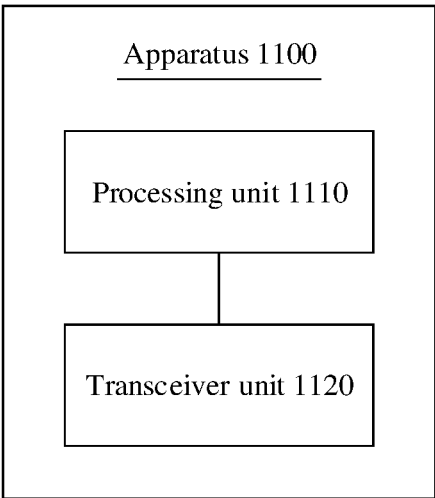 Apparatus 1100
Processing unit 1110
Transceiver unit 1120